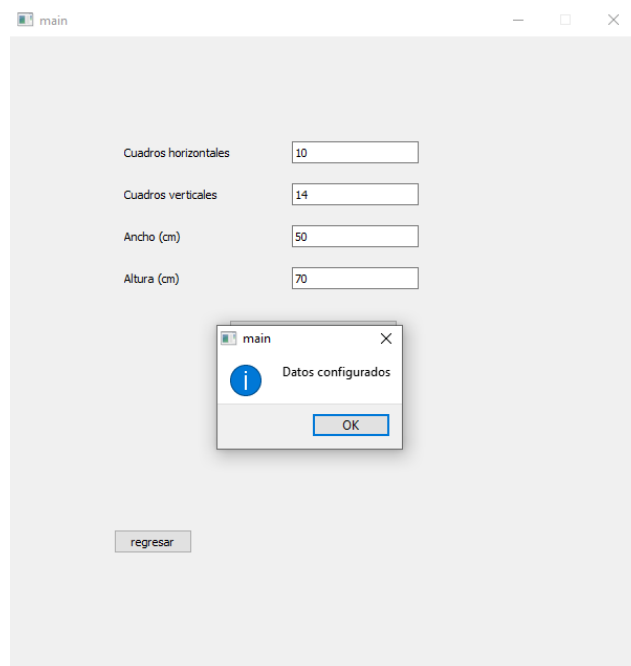 main
Cuadros horizontales 10
Cuadros verticales 14
Ancho (cm) 50
Altura (cm) 70
main
Datos configurados
OK
regresar